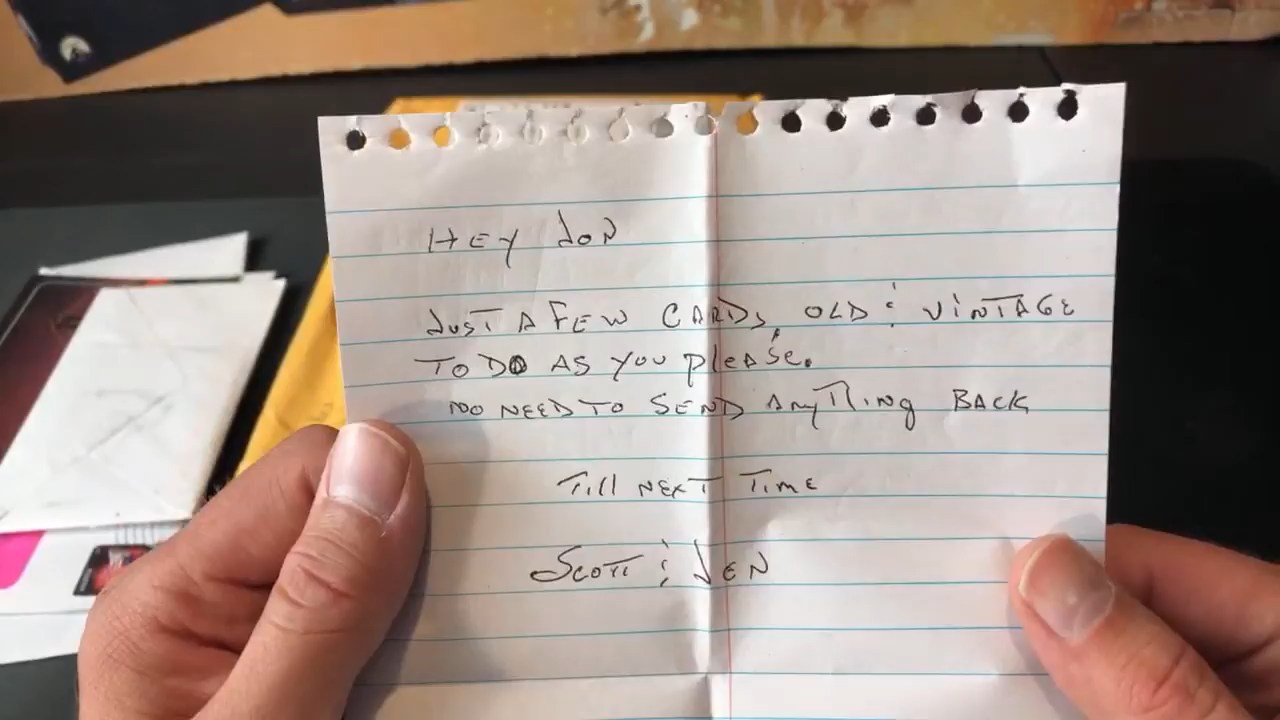 HEY JON
JUST A FEW CARDS, OLD & VINTAGE
TO DO AS YOU PLEASE.
NO NEED TO SEND ANYTHING BACK
TILL NEXT TIME
SCOTT & JEN